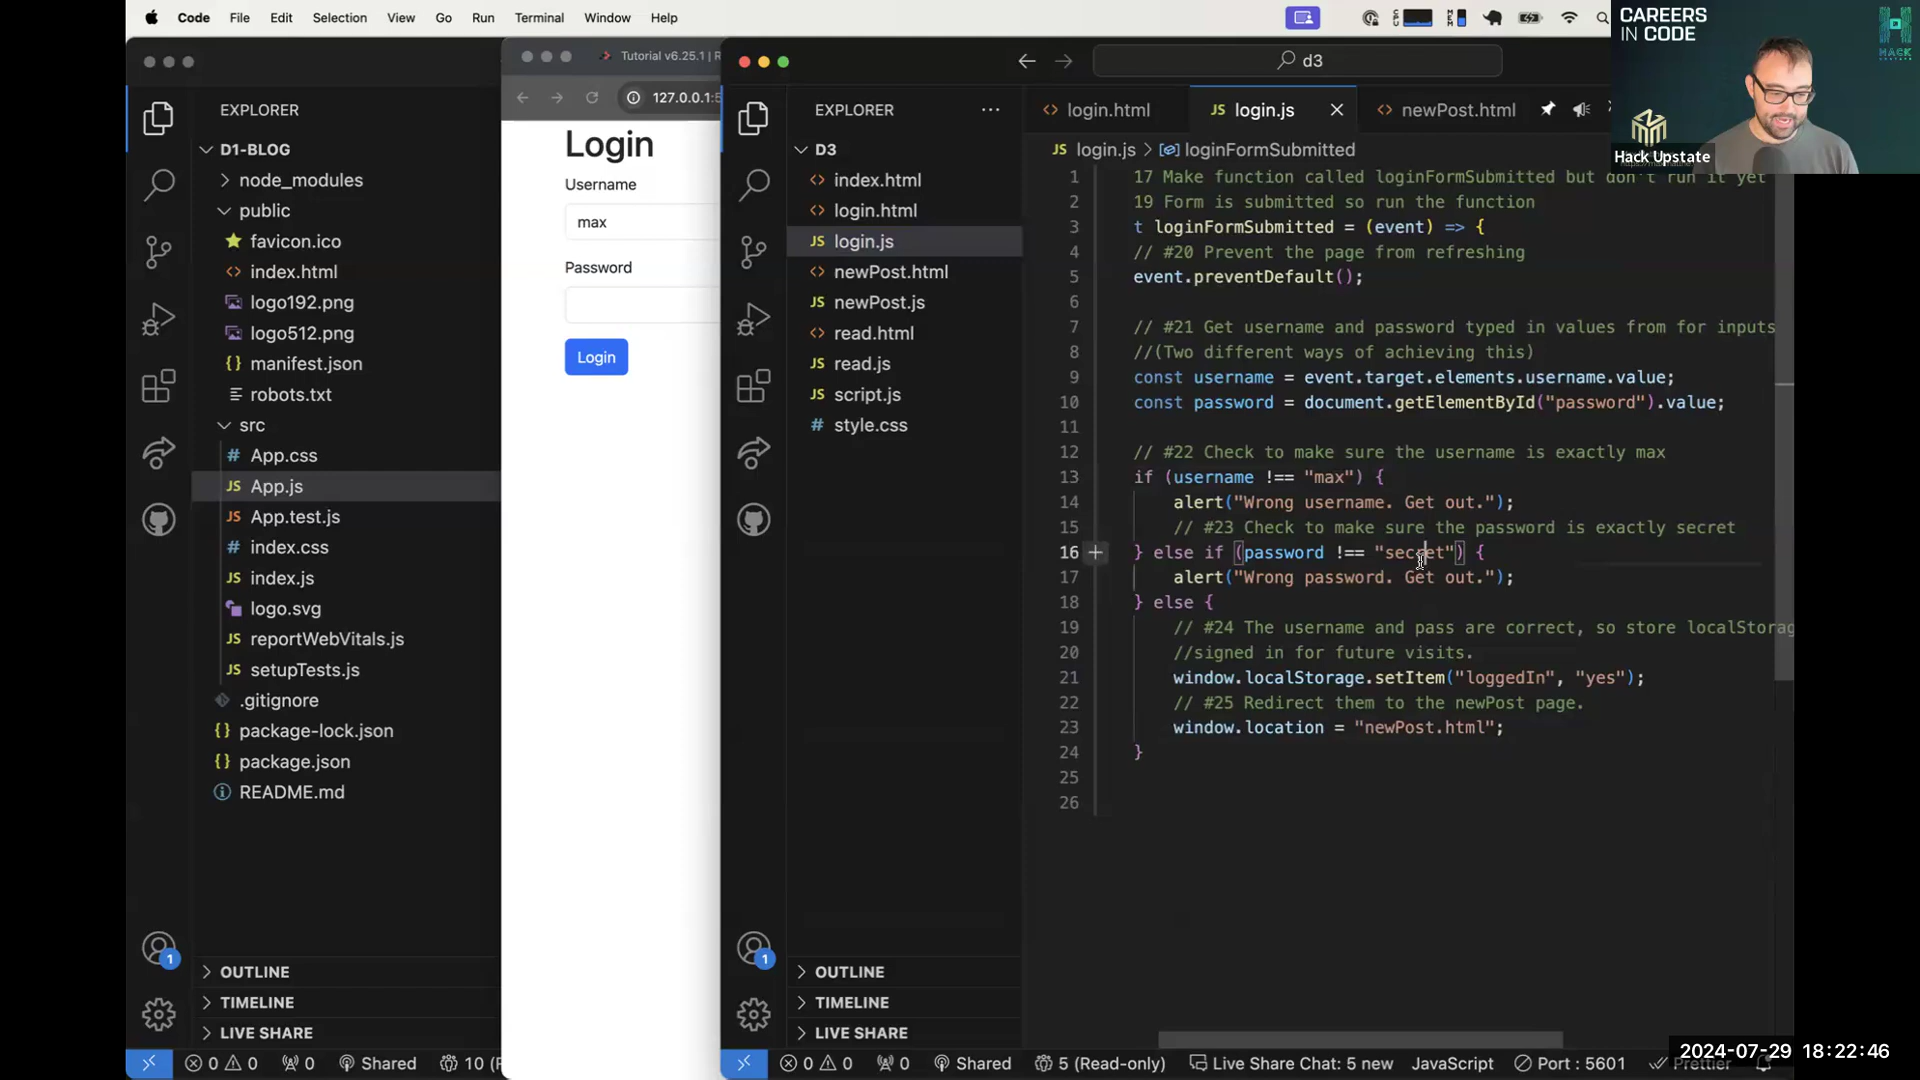 Code File Edit Selection View Go Run Terminal Window Help
CAREERS
IN CODE
HACK
Hack Upstate
EXPLORER
D1-BLOG
node_modules
public
favicon.ico
index.html
logo192.png
logo512.png
manifest.json
robots.txt
src
App.css
App.js
App.test.js
index.css
index.js
logo.svg
reportWebVitals.js
setupTests.js
.gitignore
package-lock.json
package.json
README.md
OUTLINE
TIMELINE
LIVE SHARE
1
0 0 0 Shared 10 (R
Tutorial v6.25.1 | R
127.0.0.1:5
Login
Username
max
Password
Login
d3
EXPLORER
D3
index.html
login.html
login.js
newPost.html
newPost.js
read.html
read.js
script.js
style.css
OUTLINE
TIMELINE
LIVE SHARE
1
login.html login.js newPost.html
login.js > loginFormSubmitted
1 17 Make function called loginFormSubmitted but don't run it yet
2 19 Form is submitted so run the function
3 t loginFormSubmitted = (event) => {
4 // #20 Prevent the page from refreshing
5 event.preventDefault();
6
7 // #21 Get username and password typed in values from for inputs
8 //(Two different ways of achieving this)
9 const username = event.target.elements.username.value;
10 const password = document.getElementById("password").value;
11
12 // #22 Check to make sure the username is exactly max
13 if (username !== "max") {
14 alert("Wrong username. Get out.");
15 // #23 Check to make sure the password is exactly secret
16 } else if (password !== "secret") {
17 alert("Wrong password. Get out.");
18 } else {
19 // #24 The username and pass are correct, so store localStorag
20 //signed in for future visits.
21 window.localStorage.setItem("loggedIn", "yes");
22 // #25 Redirect them to the newPost page.
23 window.location = "newPost.html";
24 }
25
26
0 0 0 Shared 5 (Read-only) Live Share Chat: 5 new JavaScript Port : 5601 Prettier
2024-07-29 18:22:46